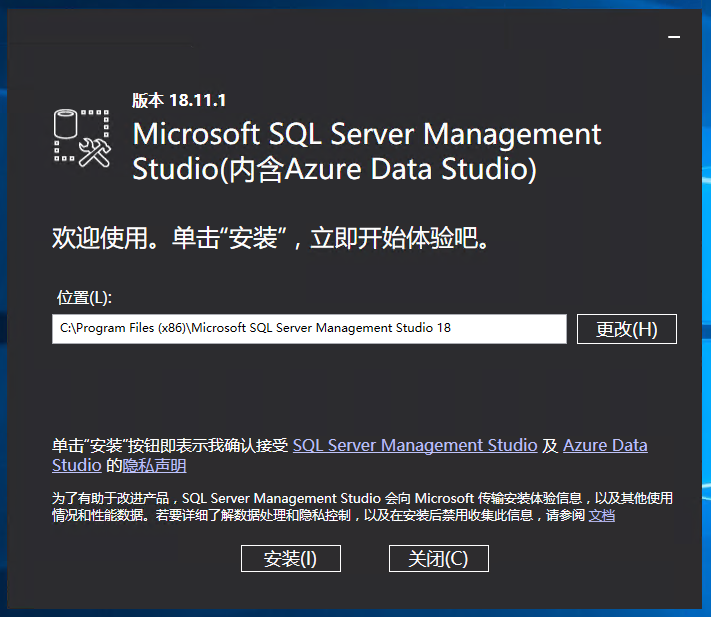 版本 18.11.1
Microsoft SQL Server Management
Studio(内含Azure Data Studio)
欢迎使用。单击“安装”，立即开始体验吧。
位置(L):
C:\Program Files (x86)\Microsoft SQL Server Management Studio 18
更改(H)
单击“安装”按钮即表示我确认接受 SQL Server Management Studio 及 Azure Data
Studio 的隐私声明
为了有助于改进产品，SQL Server Management Studio 会向 Microsoft 传输安装体验信息，以及其他使用
情况和性能数据。若要详细了解数据处理和隐私控制，以及在安装后禁用收集此信息，请参阅 文档
安装(I)
关闭(C)